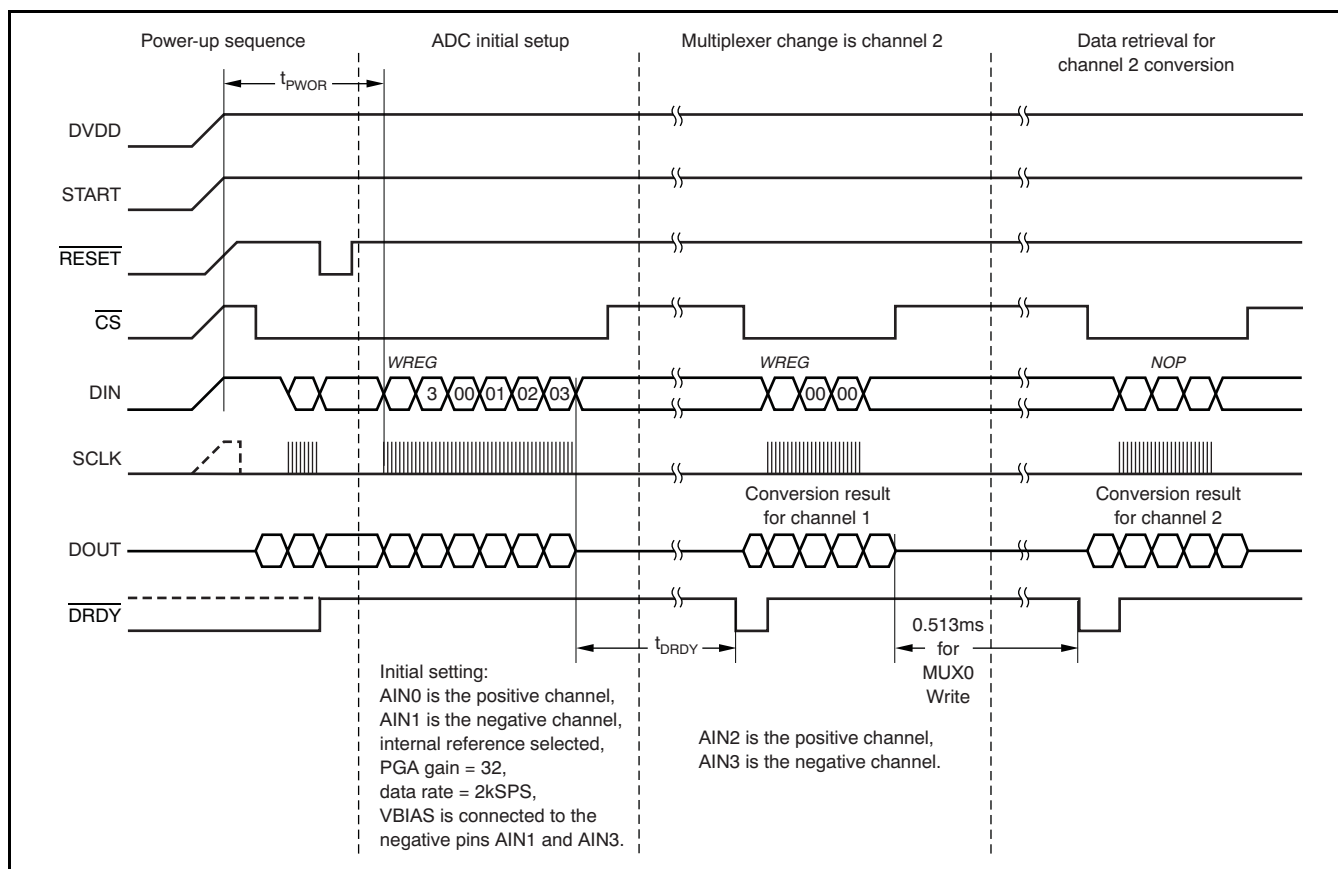 Power-up sequence
ADC initial setup
Multiplexer change is channel 2
Data retrieval for
channel 2 conversion
tPWOR
DVDD
START
RESET
CS
WREG
WREG
NOP
DIN
3 00 01 02 03
00 00
SCLK
Conversion result
for channel 1
Conversion result
for channel 2
DOUT
DRDY
tDRDY
0.513ms
for
MUX0
Write
Initial setting:
AIN0 is the positive channel,
AIN1 is the negative channel,
internal reference selected,
PGA gain = 32,
data rate = 2kSPS,
VBIAS is connected to the
negative pins AIN1 and AIN3.
AIN2 is the positive channel,
AIN3 is the negative channel.